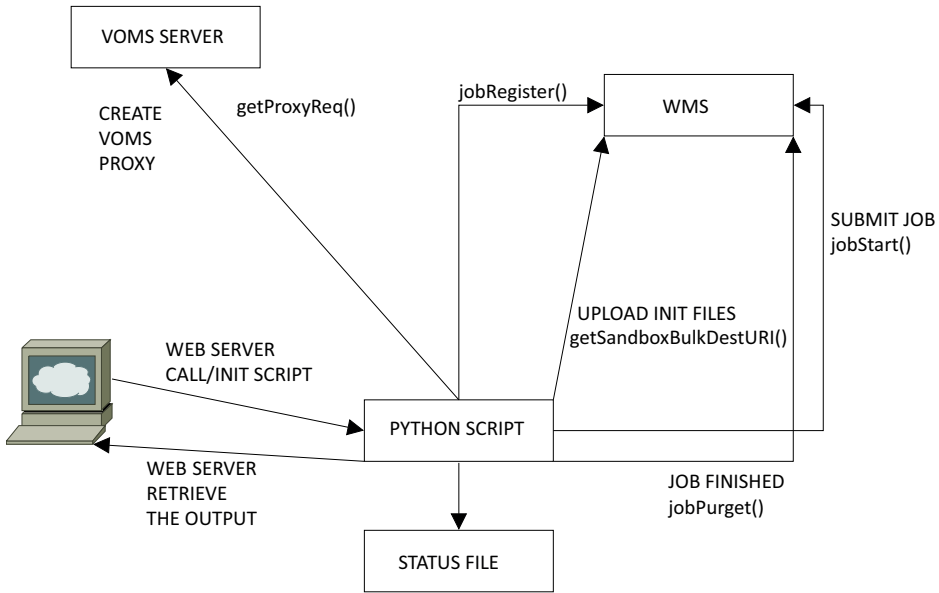 VOMS SERVER
CREATE
VOMS
PROXY
getProxyReq()
jobRegister()
WMS
SUBMIT JOB
jobStart()
UPLOAD INIT FILES
getSandboxBulkDestURI()
WEB SERVER
CALL/INIT SCRIPT
PYTHON SCRIPT
WEB SERVER
RETRIEVE
THE OUTPUT
JOB FINISHED
jobPurget()
STATUS FILE